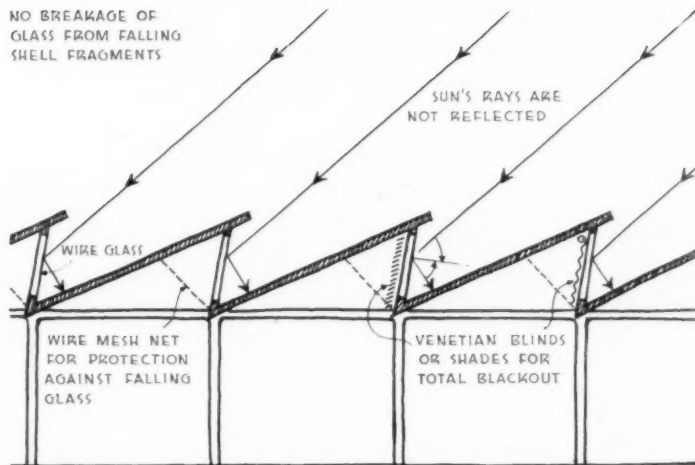 NO BREAKAGE OF
GLASS FROM FALLING
SHELL FRAGMENTS
SUN'S RAYS ARE
NOT REFLECTED
WIRE GLASS
WIRE MESH NET
FOR PROTECTION
AGAINST FALLING
GLASS
VENETIAN BLINDS
OR SHADES FOR
TOTAL BLACKOUT